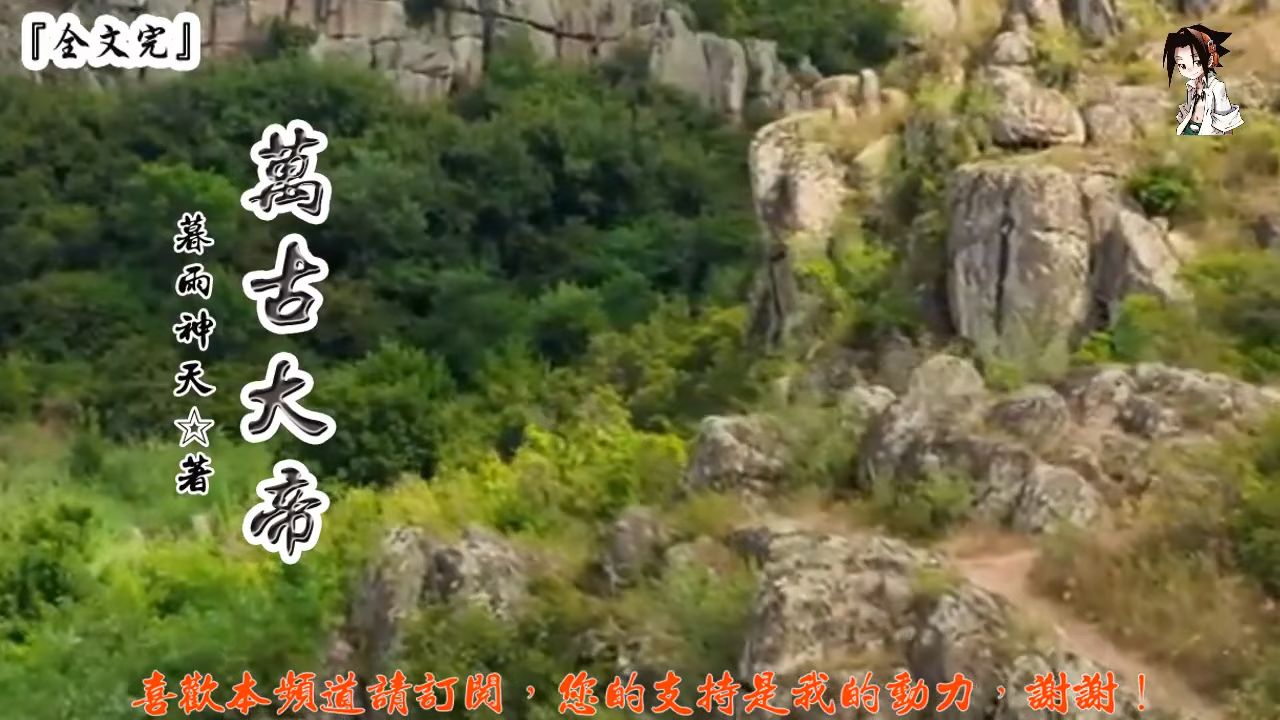 『全文完』
萬古大帝
暮雨神天☆著
喜歡本頻道請訂閱，您的支持是我的動力，謝謝！